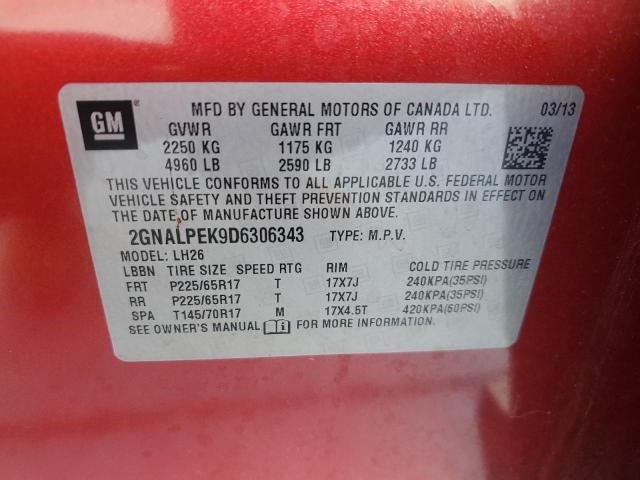 GM
MFD BY GENERAL MOTORS OF CANADA LTD. 03/13
GVWR GAWR FRT GAWR RR
2250 KG 1175 KG 1240 KG
4960 LB 2590 LB 2733 LB
THIS VEHICLE CONFORMS TO ALL APPLICABLE U.S. FEDERAL MOTOR
VEHICLE SAFETY AND THEFT PREVENTION STANDARDS IN EFFECT ON
THE DATE OF MANUFACTURE SHOWN ABOVE.
2GNALPEK9D6306343 TYPE: M.P.V.
MODEL: LH26
LBBN TIRE SIZE SPEED RTG RIM COLD TIRE PRESSURE
FRT P225/65R17 T 17X7J 240KPA(35PSI)
RR P225/65R17 T 17X7J 240KPA(35PSI)
SPA T145/70R17 M 17X4.5T 420KPA(60PSI)
SEE OWNER'S MANUAL FOR MORE INFORMATION.